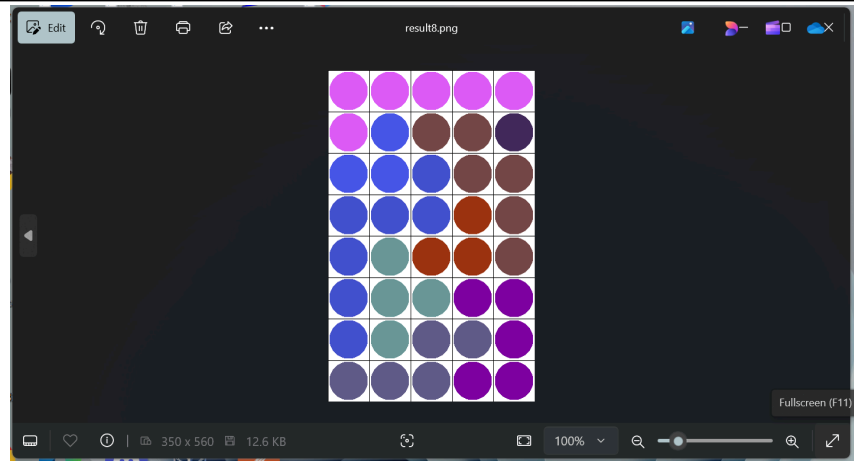 Edit
result8.png
Fullscreen (F11)
350 x 560 12.6 KB 100%